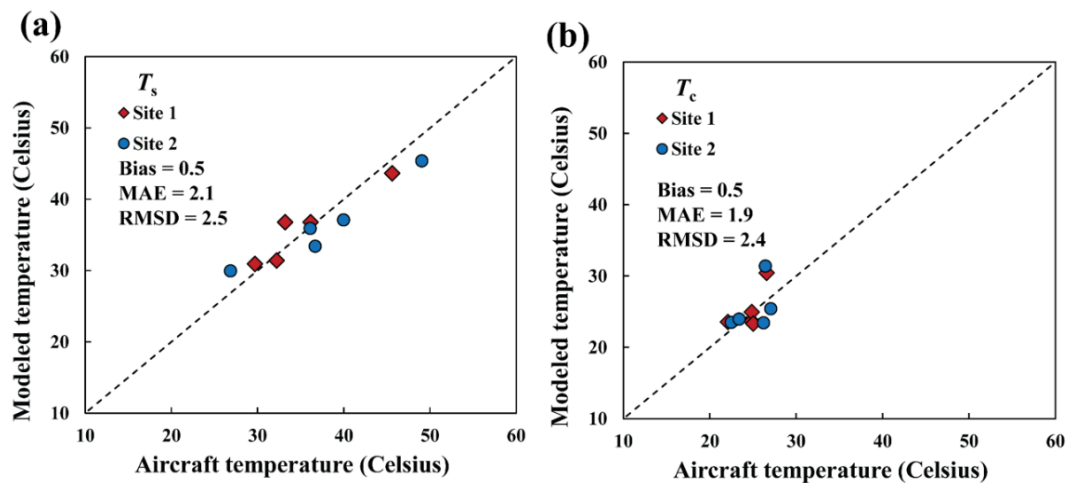 (a)
60
50
40
30
20
10
Modeled temperature (Celsius)
Ts
Site 1
Site 2
Bias = 0.5
MAE = 2.1
RMSD = 2.5
10
20
30
40
50
60
Aircraft temperature (Celsius)
(b)
60
50
40
30
20
10
Modeled temperature (Celsius)
Tc
Site 1
Site 2
Bias = 0.5
MAE = 1.9
RMSD = 2.4
10
20
30
40
50
60
Aircraft temperature (Celsius)